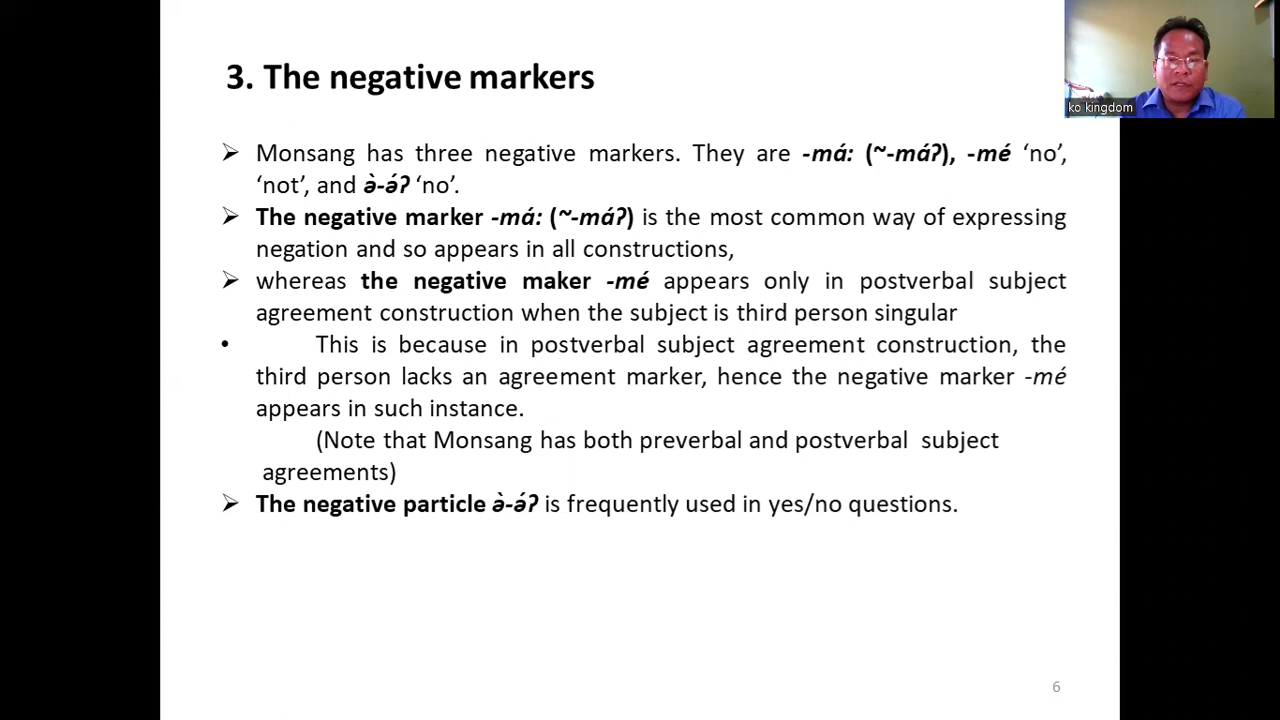 3. The negative markers
ko kingdom
➢ Monsang has three negative markers. They are -má: (~-máʔ), -mé ‘no’,
‘not’, and ə̀-ə́ʔ ‘no’.
➢ The negative marker -má: (~-máʔ) is the most common way of expressing
negation and so appears in all constructions,
➢ whereas the negative maker -mé appears only in postverbal subject
agreement construction when the subject is third person singular
• This is because in postverbal subject agreement construction, the
third person lacks an agreement marker, hence the negative marker -mé
appears in such instance.
(Note that Monsang has both preverbal and postverbal subject
agreements)
➢ The negative particle ə̀-ə́ʔ is frequently used in yes/no questions.
6